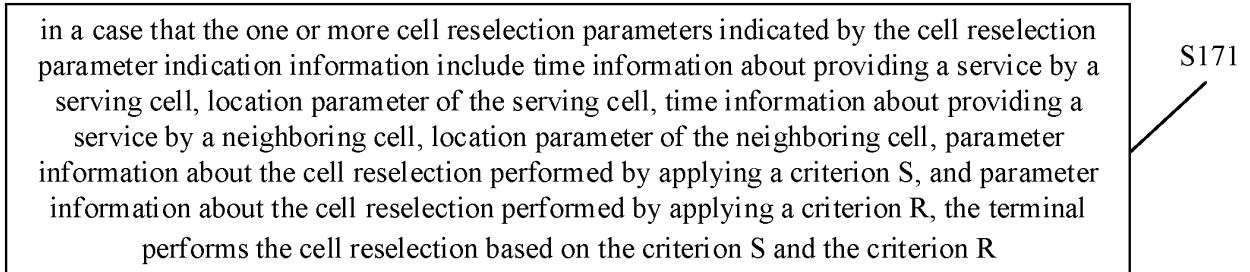 in a case that the one or more cell reselection parameters indicated by the cell reselection
parameter indication information include time information about providing a service by a
serving cell, location parameter of the serving cell, time information about providing a
service by a neighboring cell, location parameter of the neighboring cell, parameter
information about the cell reselection performed by applying a criterion S, and parameter
information about the cell reselection performed by applying a criterion R, the terminal
performs the cell reselection based on the criterion S and the criterion R
S171